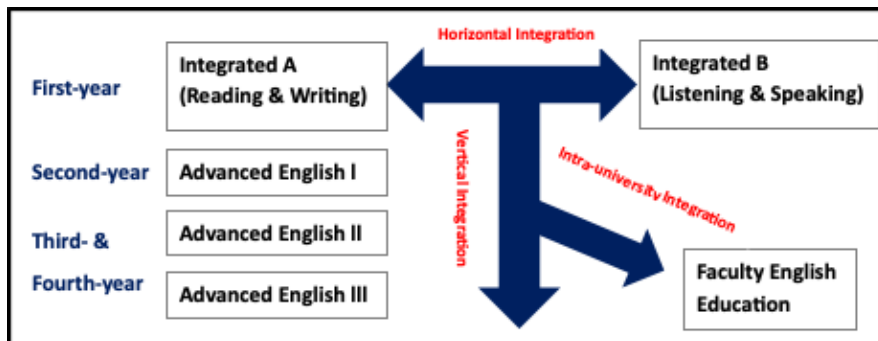 Horizontal Integration
First-year
Integrated A
(Reading & Writing)
Integrated B
(Listening & Speaking)
Vertical Integration
Intra-university Integration
Second-year
Advanced English I
Third- &
Fourth-year
Advanced English II
Advanced English III
Faculty English
Education